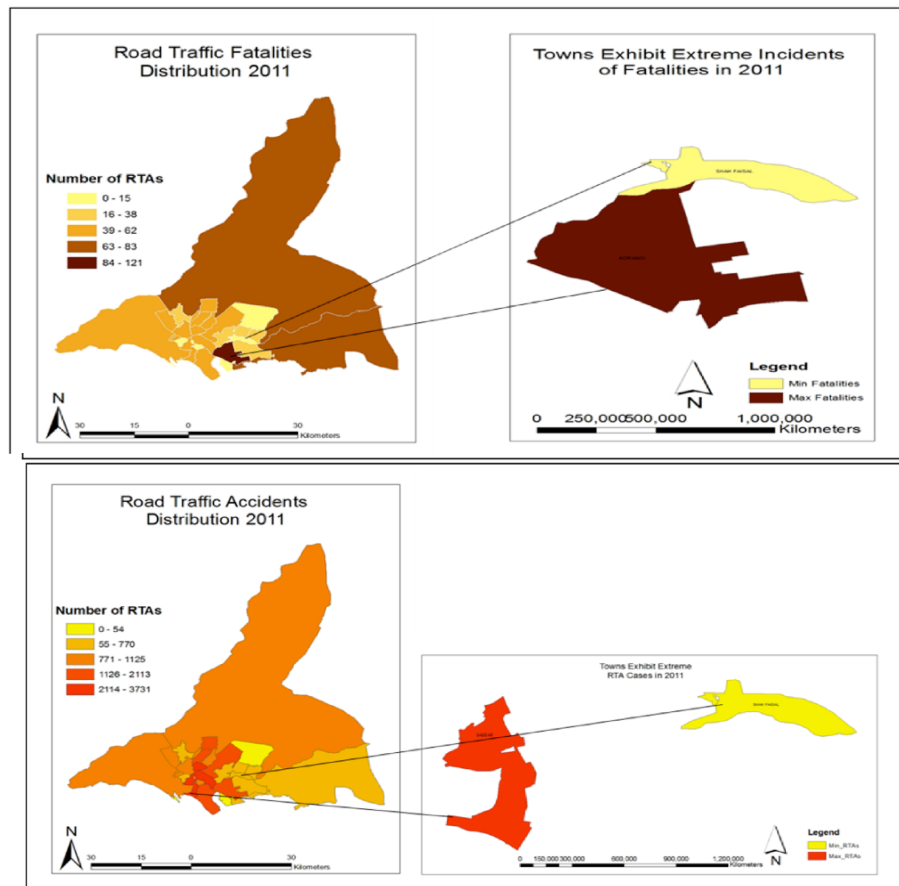 Road Traffic Fatalities
Distribution 2011
Number of RTAs
0 - 15
16 - 38
39 - 62
63 - 83
84 - 121
N
30 15 0 30
Kilometers
Towns Exhibit Extreme Incidents
of Fatalities in 2011
SHAH FAISAL
Legend
Min Fatalities
Max Fatalities
N
0 250,000500,000 1,000,000
Kilometers
Road Traffic Accidents
Distribution 2011
Number of RTAs
0 - 54
55 - 770
771 - 1125
1126 - 2113
2114 - 3731
N
30 15 0 30
Kilometers
Towns Exhibit Extreme
RTA Cases in 2011
SHAH FAISAL
Legend
Min_RTAs
Max_RTAs
N
0 150,000300,000 600,000 900,000 1,200,000
Kilometers